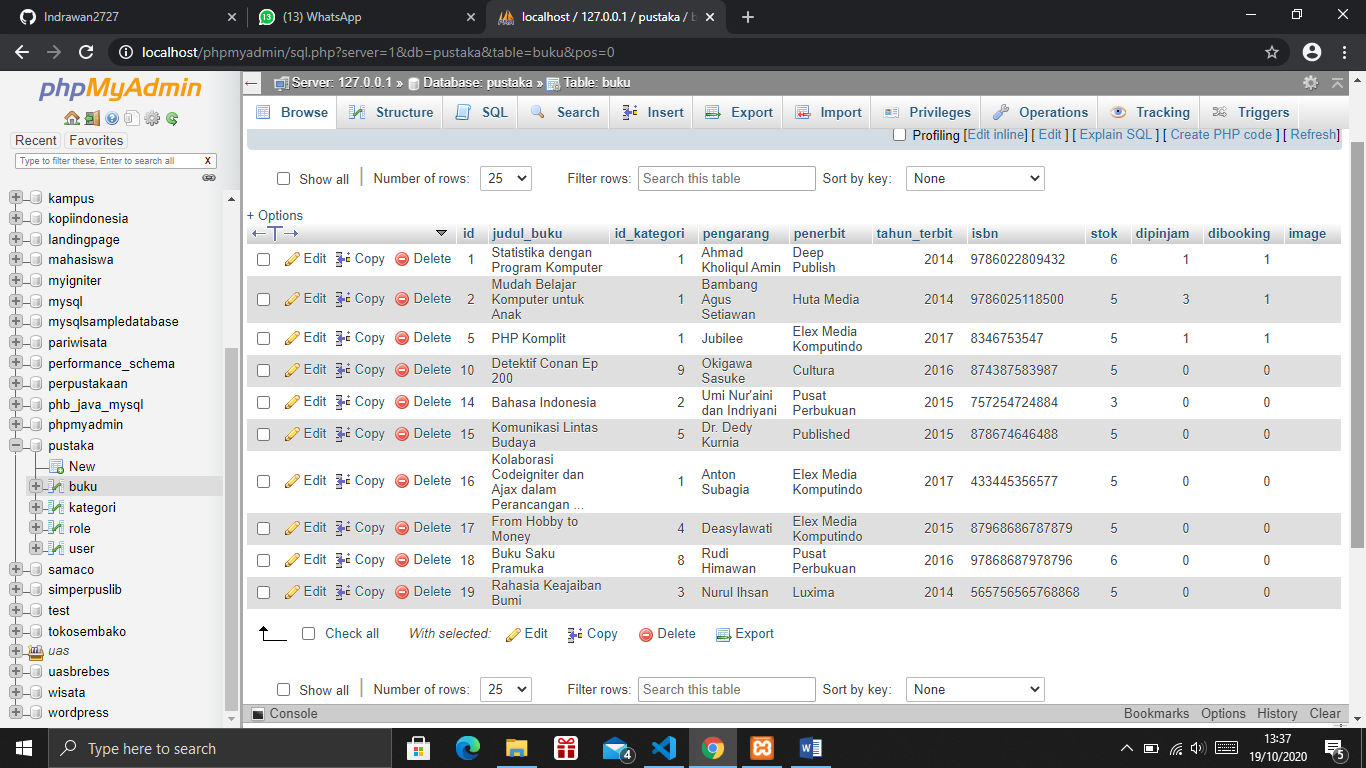 Indrawan2727
(13) WhatsApp
localhost / 127.0.0.1 / pustaka / b
localhost/phpmyadmin/sql.php?server=1&db=pustaka&table=buku&pos=0
phpMyAdmin
Recent Favorites
Type to filter these, Enter to search all X
kampus
kopiindonesia
landingpage
mahasiswa
myigniter
mysql
mysqlsampledatabase
pariwisata
performance_schema
perpustakaan
phb_java_mysql
phpmyadmin
pustaka
New
buku
kategori
role
user
samaco
simperpuslib
test
tokosembako
uas
uasbrebes
wisata
wordpress
Server: 127.0.0.1 » Database: pustaka » Table: buku
Browse Structure SQL Search Insert Export Import Privileges Operations Tracking Triggers
Profiling [Edit inline] [ Edit ] [ Explain SQL ] [ Create PHP code ] [ Refresh]
Show all Number of rows: 25 Filter rows: Search this table Sort by key: None
+ Options
id judul_buku id_kategori pengarang penerbit tahun_terbit isbn stok dipinjam dibooking image
Edit Copy Delete 1 Statistika dengan Program Komputer 1 Ahmad Kholiqul Amin Deep Publish 2014 9786022809432 6 1 1
Edit Copy Delete 2 Mudah Belajar Komputer untuk Anak 1 Bambang Agus Setiawan Huta Media 2014 9786025118500 5 3 1
Edit Copy Delete 5 PHP Komplit 1 Jubilee Elex Media Komputindo 2017 8346753547 5 1 1
Edit Copy Delete 10 Detektif Conan Ep 200 9 Okigawa Sasuke Cultura 2016 874387583987 5 0 0
Edit Copy Delete 14 Bahasa Indonesia 2 Umi Nur'aini dan Indriyani Pusat Perbukuan 2015 757254724884 3 0 0
Edit Copy Delete 15 Komunikasi Lintas Budaya 5 Dr. Dedy Kurnia Published 2015 878674646488 5 0 0
Edit Copy Delete 16 Kolaborasi Codeigniter dan Ajax dalam Perancangan ... 1 Anton Subagia Elex Media Komputindo 2017 433445356577 5 0 0
Edit Copy Delete 17 From Hobby to Money 4 Deasylawati Elex Media Komputindo 2015 87968686787879 5 0 0
Edit Copy Delete 18 Buku Saku Pramuka 8 Rudi Himawan Pusat Perbukuan 2016 97868687978796 6 0 0
Edit Copy Delete 19 Rahasia Keajaiban Bumi 3 Nurul Ihsan Luxima 2014 565756565768868 5 0 0
Check all With selected: Edit Copy Delete Export
Show all Number of rows: 25 Filter rows: Search this table Sort by key: None
Console Bookmarks Options History Clear
Type here to search
4
13:37
19/10/2020
5